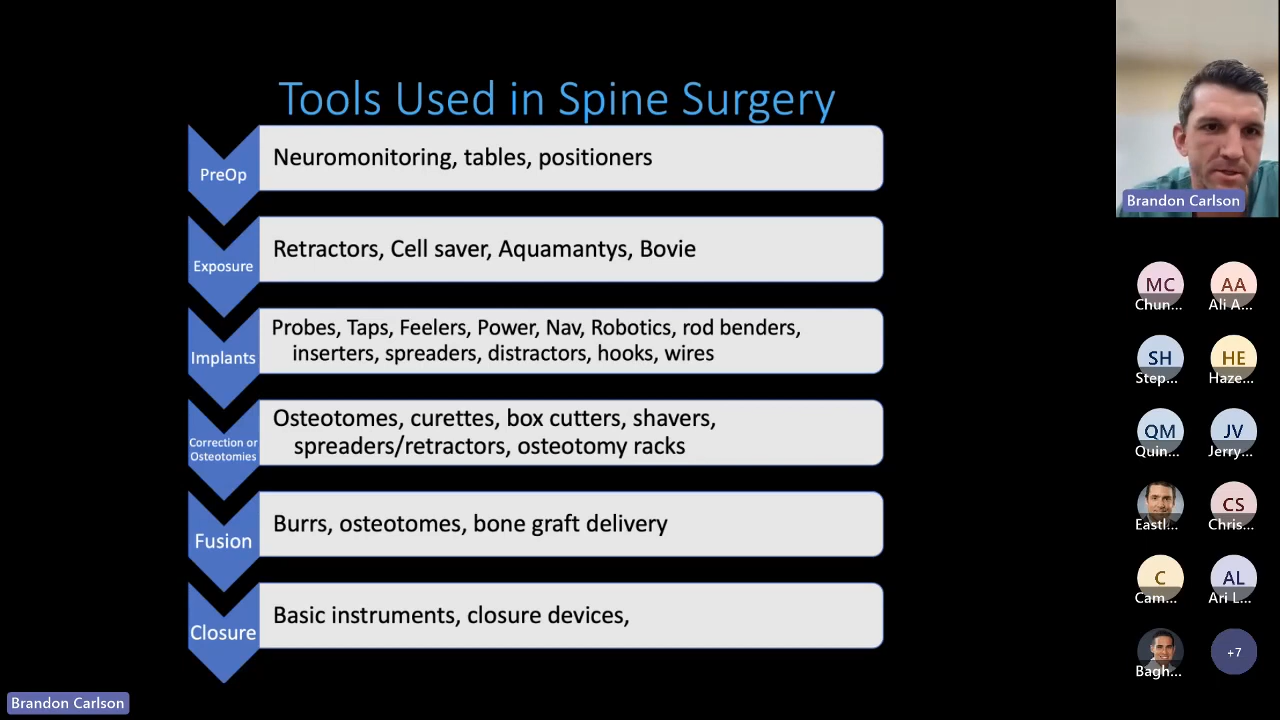 Tools Used in Spine Surgery
PreOp
Neuromonitoring, tables, positioners
Exposure
Retractors, Cell saver, Aquamantys, Bovie
Implants
Probes, Taps, Feelers, Power, Nav, Robotics, rod benders,
inserters, spreaders, distractors, hooks, wires
Correction or
Osteotomies
Osteotomes, curettes, box cutters, shavers,
spreaders/retractors, osteotomy racks
Fusion
Burrs, osteotomes, bone graft delivery
Closure
Basic instruments, closure devices,
Brandon Carlson
MC
AA
Chun...
Ali A...
SH
HE
Step...
Haze...
QM
JV
Quin...
Jerry...
CS
Eastl...
Chris...
C
AL
Cam...
Ari L...
+7
Bagh...
Brandon Carlson